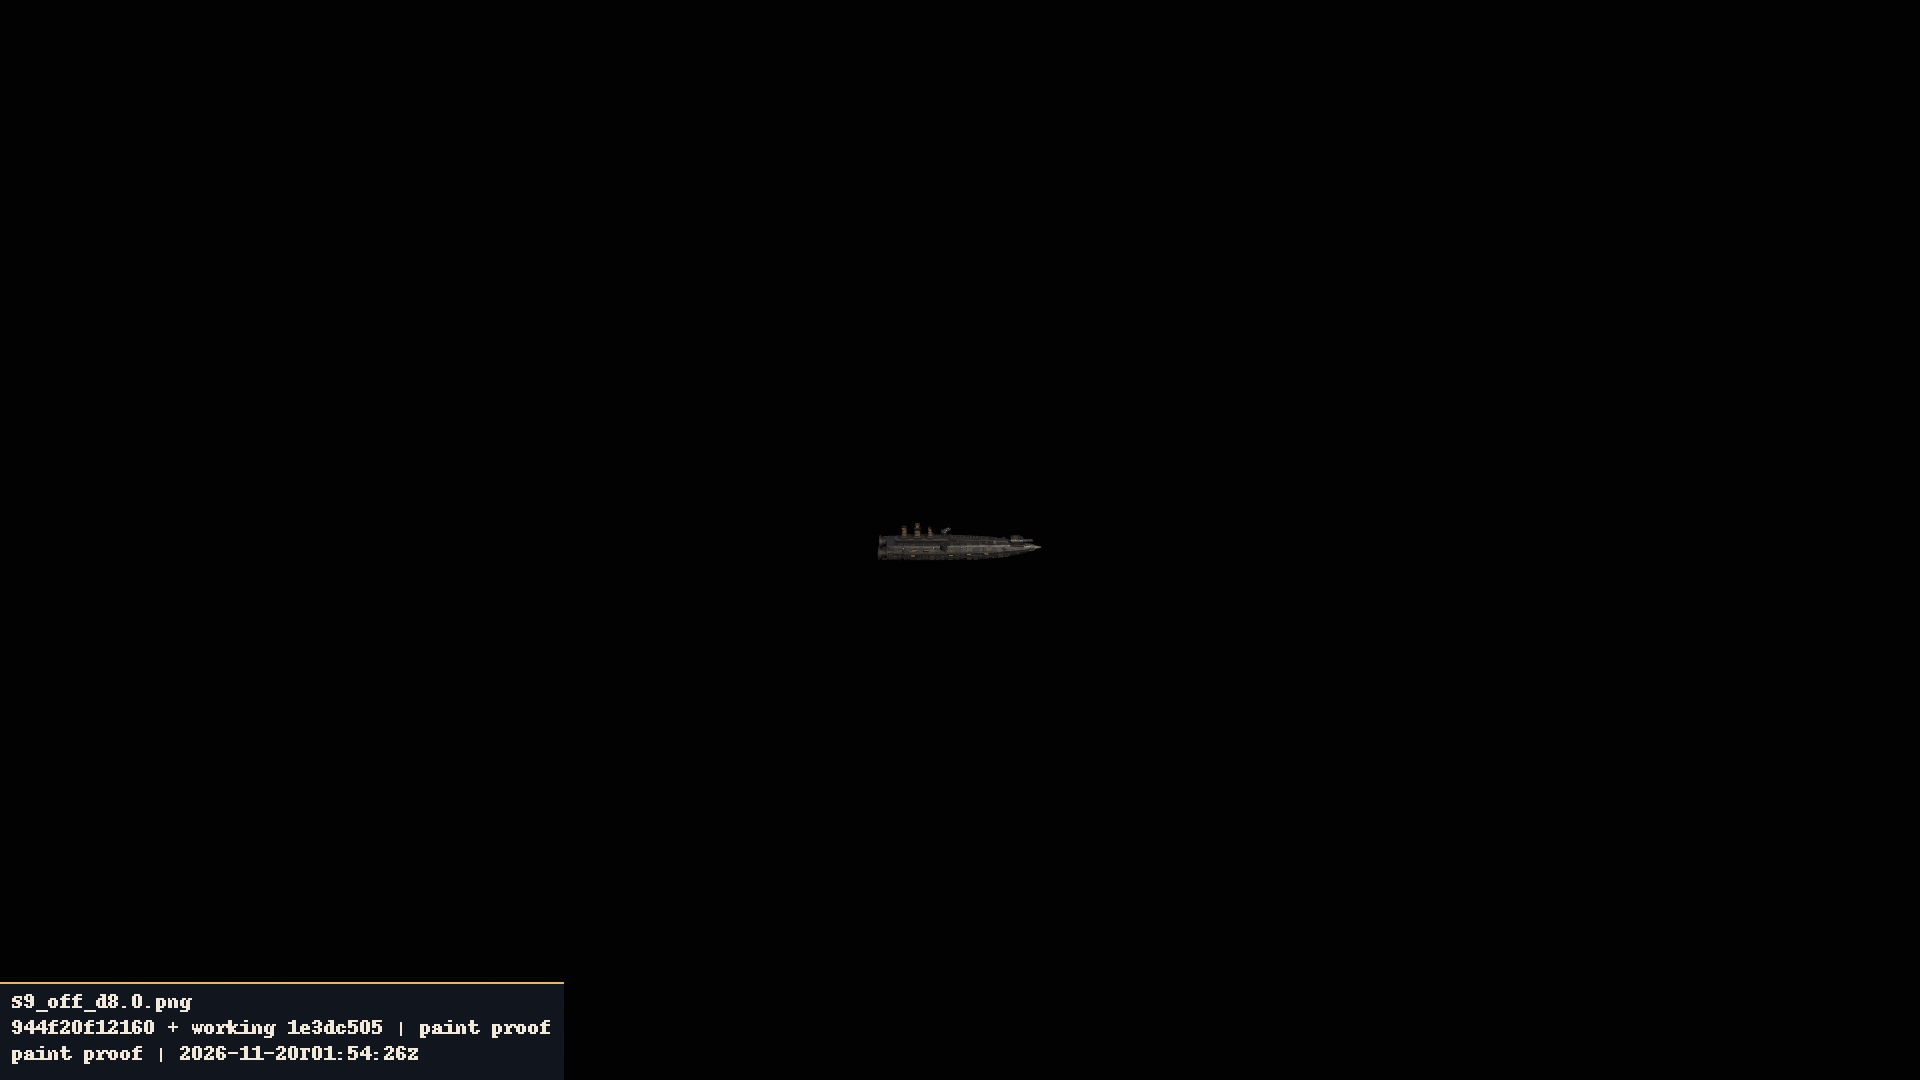 s9_off_d8.0.png
944f20f12160 + working 1e3dc505 | paint proof
paint proof | 2026-11-20T01:54:26Z